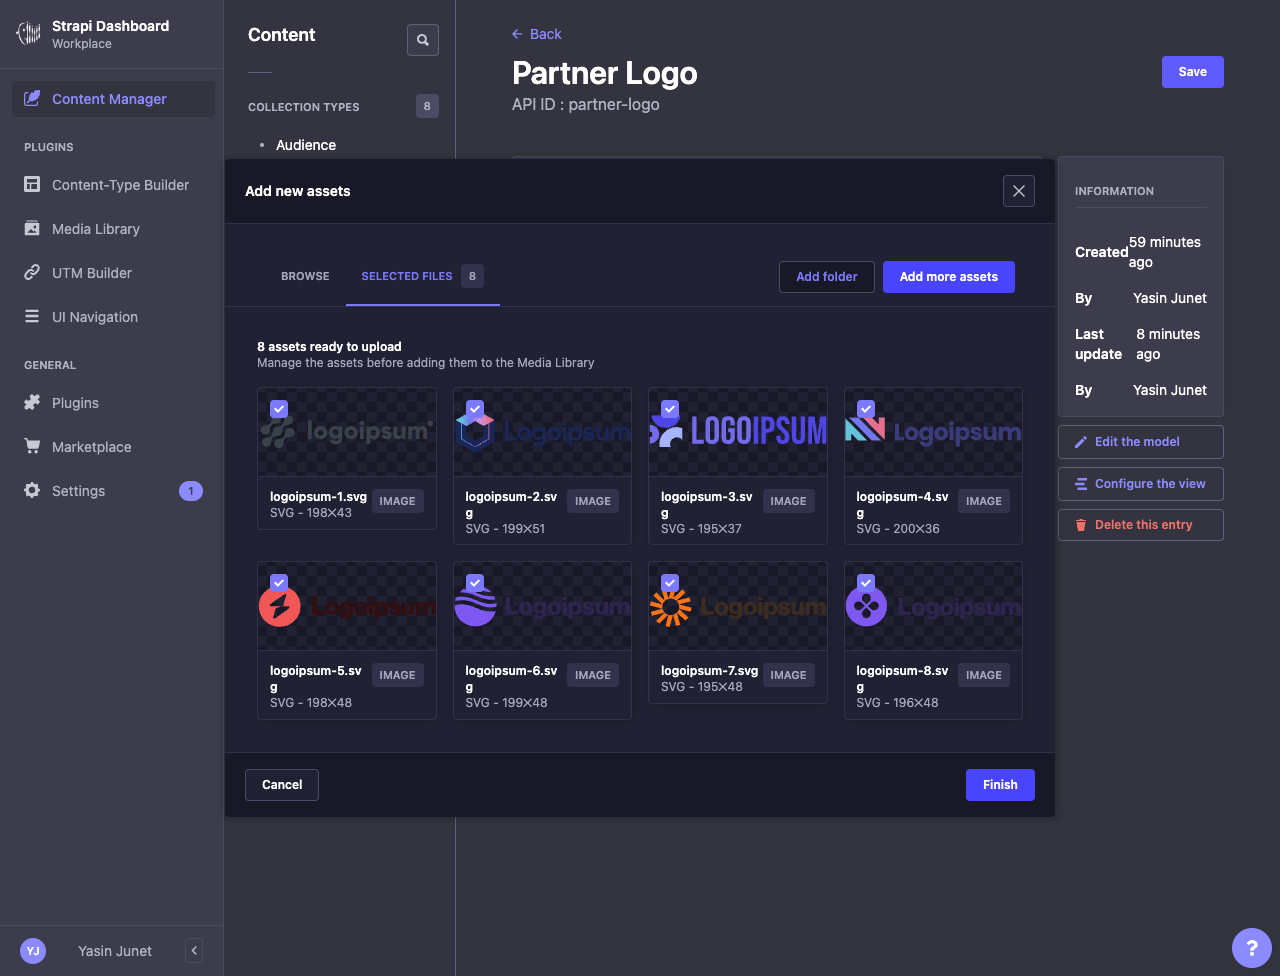 Strapi Dashboard
Workplace
Content Manager
PLUGINS
Content-Type Builder
Media Library
UTM Builder
UI Navigation
GENERAL
Plugins
Marketplace
Settings
1
YJ
Yasin Junet
Content
COLLECTION TYPES
8
Audience
Back
Partner Logo
API ID : partner-logo
Save
Add new assets
BROWSE
SELECTED FILES
8
Add folder
Add more assets
8 assets ready to upload
Manage the assets before adding them to the Media Library
logoipsum
Logoipsum
LOGOIPSUM
Logoipsum
logoipsum-1.svg
IMAGE
SVG - 198✕43
logoipsum-2.sv
g
IMAGE
SVG - 199✕51
logoipsum-3.sv
g
IMAGE
SVG - 195✕37
logoipsum-4.sv
g
IMAGE
SVG - 200✕36
Logoipsum
Logoipsum
Logoipsum
Logoipsum
logoipsum-5.sv
g
IMAGE
SVG - 198✕48
logoipsum-6.sv
g
IMAGE
SVG - 199✕48
logoipsum-7.svg
IMAGE
SVG - 195✕48
logoipsum-8.sv
g
IMAGE
SVG - 196✕48
Cancel
Finish
INFORMATION
Created
59 minutes
ago
By
Yasin Junet
Last
update
8 minutes
ago
By
Yasin Junet
Edit the model
Configure the view
Delete this entry
?